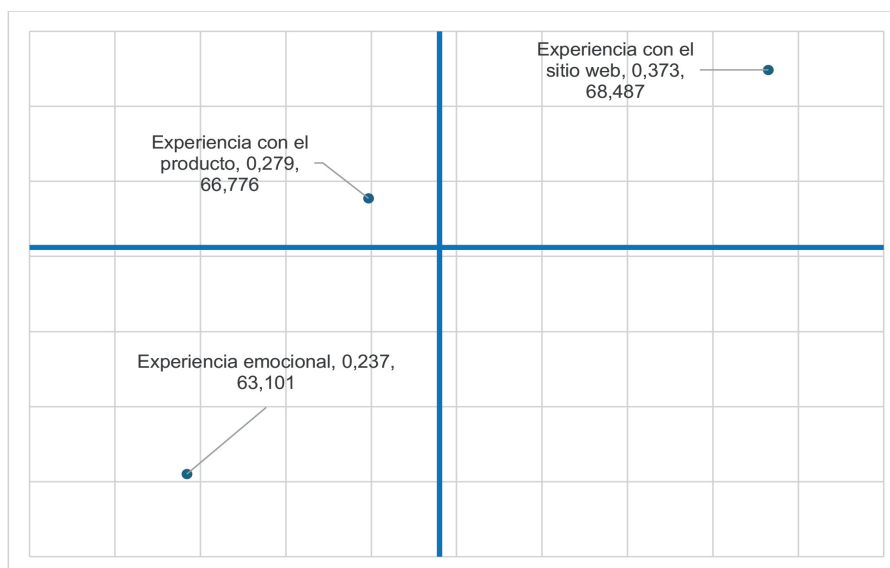 Experiencia con el
sitio web, 0,373,
68,487
Experiencia con el
producto, 0,279,
66,776
Experiencia emocional, 0,237,
63,101